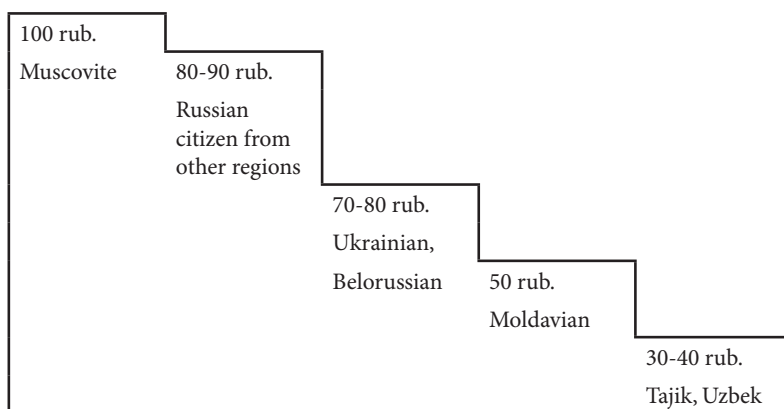 100 rub.
Muscovite
80-90 rub.
Russian
citizen from
other regions
70-80 rub.
Ukrainian,
Belorussian
50 rub.
Moldavian
30-40 rub.
Tajik, Uzbek